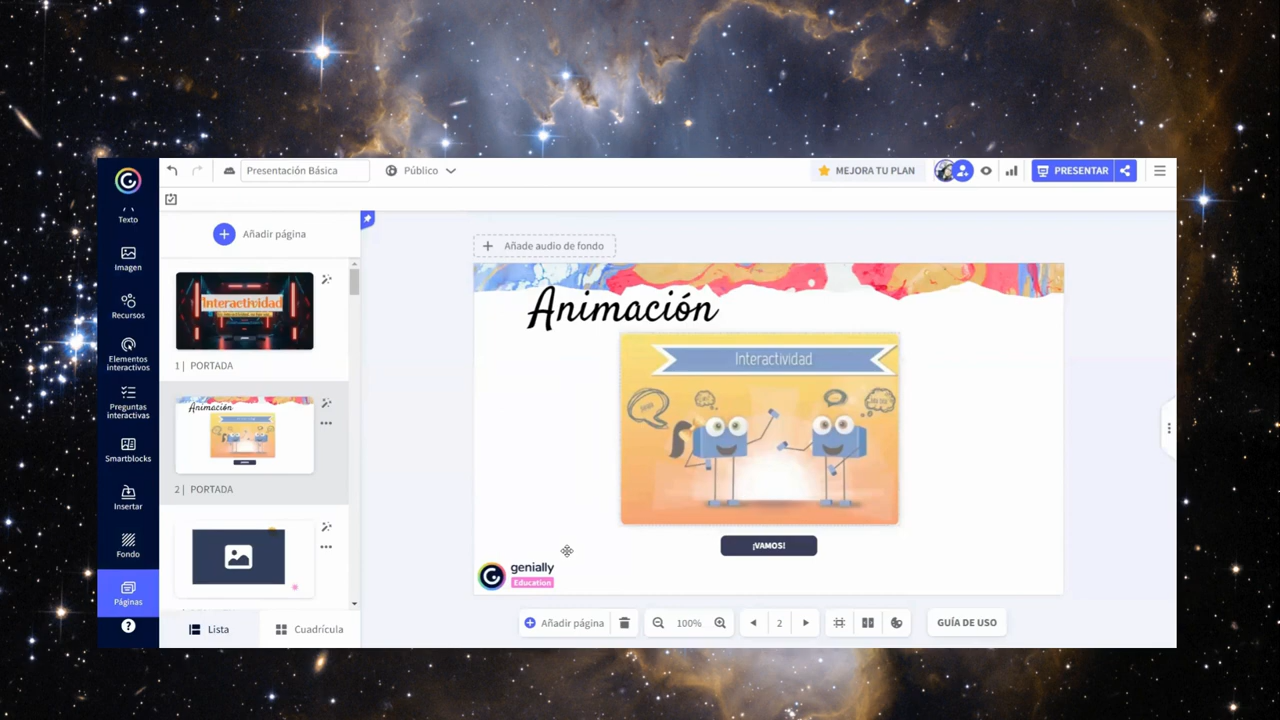 Presentación Básica
Público
MEJORA TU PLAN
PRESENTAR
Texto
Imagen
Recursos
Elementos
interactivos
Preguntas
interactivas
Smartblocks
Insertar
Fondo
Páginas
?
Añadir página
Interactividad
1 | PORTADA
Animación
2 | PORTADA
Lista
Cuadrícula
Añade audio de fondo
Animación
Interactividad
¡VAMOS!
genially
Education
Añadir página
100%
2
GUÍA DE USO